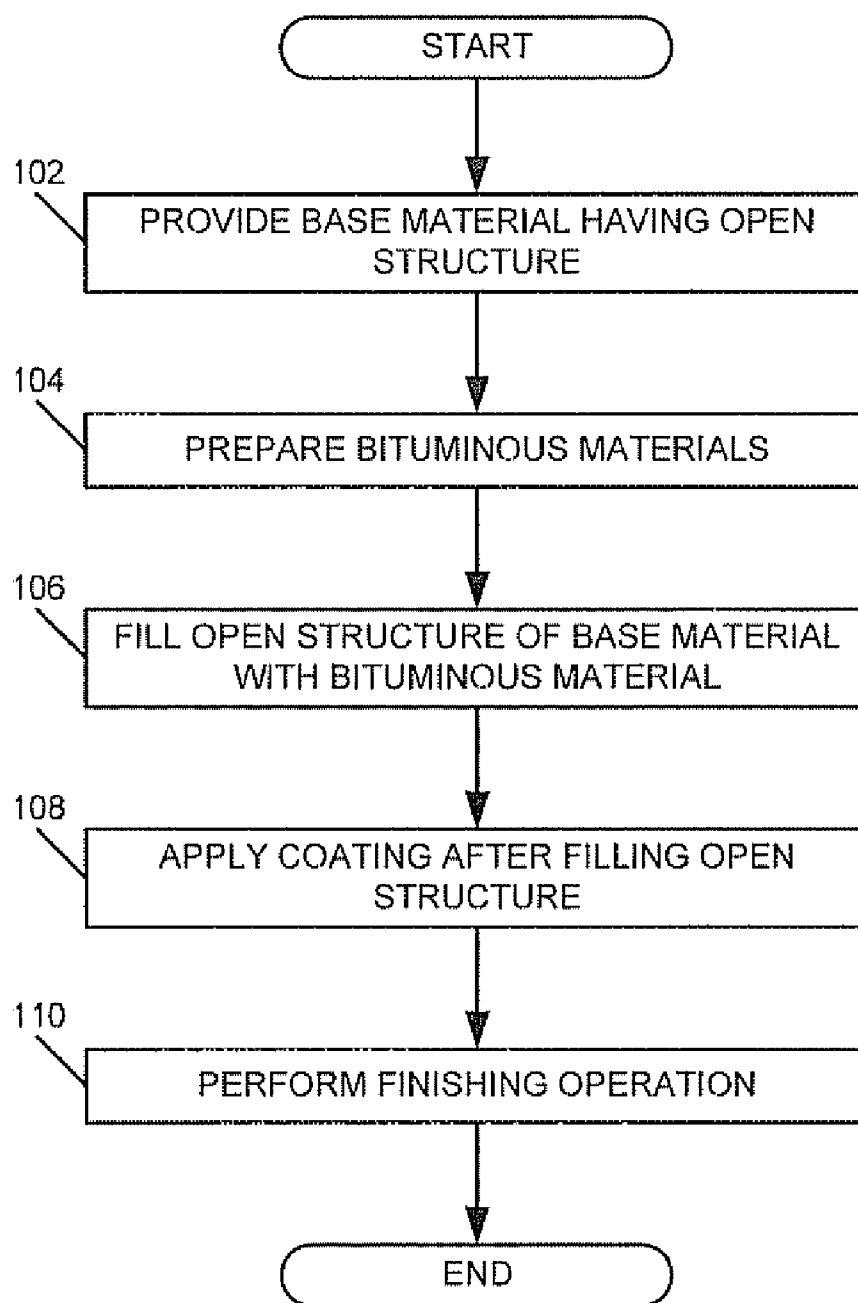 START
102
PROVIDE BASE MATERIAL HAVING OPEN
STRUCTURE
104
PREPARE BITUMINOUS MATERIALS
106
FILL OPEN STRUCTURE OF BASE MATERIAL
WITH BITUMINOUS MATERIAL
108
APPLY COATING AFTER FILLING OPEN
STRUCTURE
110
PERFORM FINISHING OPERATION
END